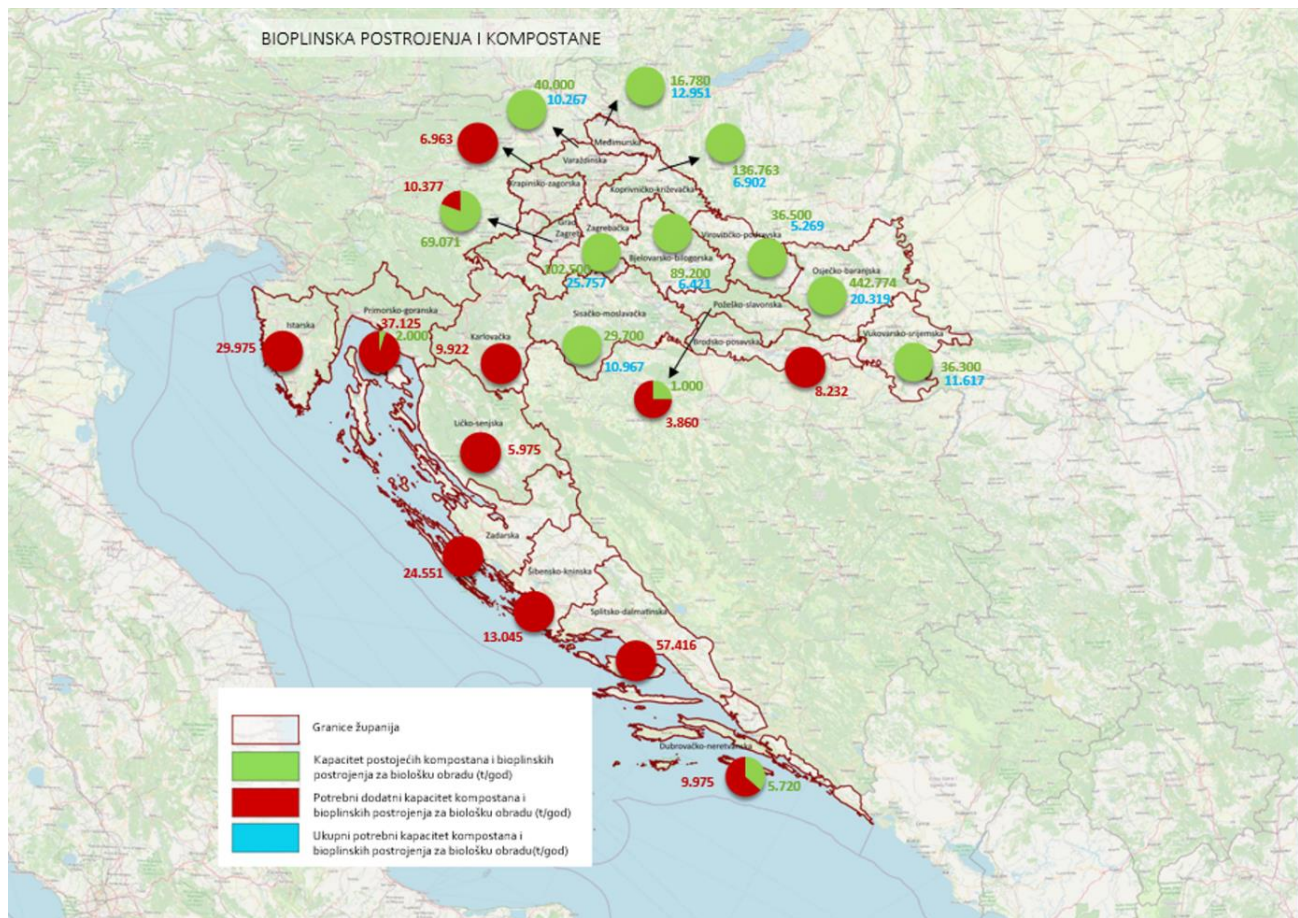 BIOPLINSKA POSTROJENJA I KOMPOSTANE
16.780
12.951
40.000
10.267
6.963
Međimurska
Varaždinska
136.763
6.902
10.377
Krapinsko-zagorska
Koprivničko-križevačka
69.071
Grad
Zagreb
Zagrebačka
36.500
5.269
Virovitičko-podravska
Bjelovarsko-bilogorska
102.500
25.757
89.200
6.421
Osječko-baranjska
442.774
20.319
Požeško-slavonska
Primorsko-goranska
37.125
2.000
Istarska
29.975
Karlovačka
9.922
Sisačko-moslavačka
29.700
10.967
Brodsko-posavska
Vukovarsko-srijemska
36.300
11.617
1.000
3.860
8.232
Ličko-senjska
5.975
Zadarska
24.551
Šibensko-kninska
13.045
Splitsko-dalmatinska
57.416
Dubrovačko-neretvanska
9.975
5.720
Granice županija
Kapacitet postojećih kompostana i bioplinskih
postrojenja za biološku obradu (t/god)
Potrebni dodatni kapacitet kompostana i
bioplinskih postrojenja za biološku obradu (t/god)
Ukupni potrebni kapacitet kompostana i
bioplinskih postrojenja za biološku obradu(t/god)